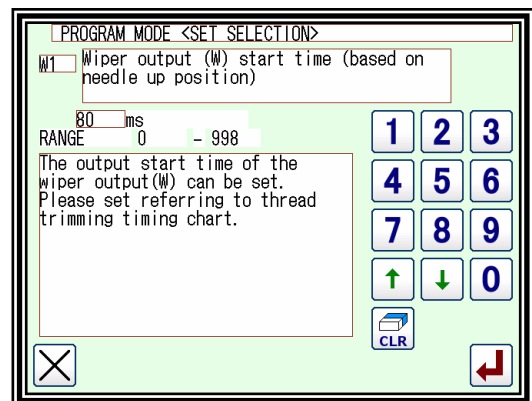 PROGRAM MODE <SET SELECTION>
W1 Wiper output (W) start time (based on
needle up position)
80 ms
RANGE 0 - 998
The output start time of the
wiper output(W) can be set.
Please set referring to thread
trimming timing chart.
1 2 3
4 5 6
7 8 9
↑ ↓ 0
CLR